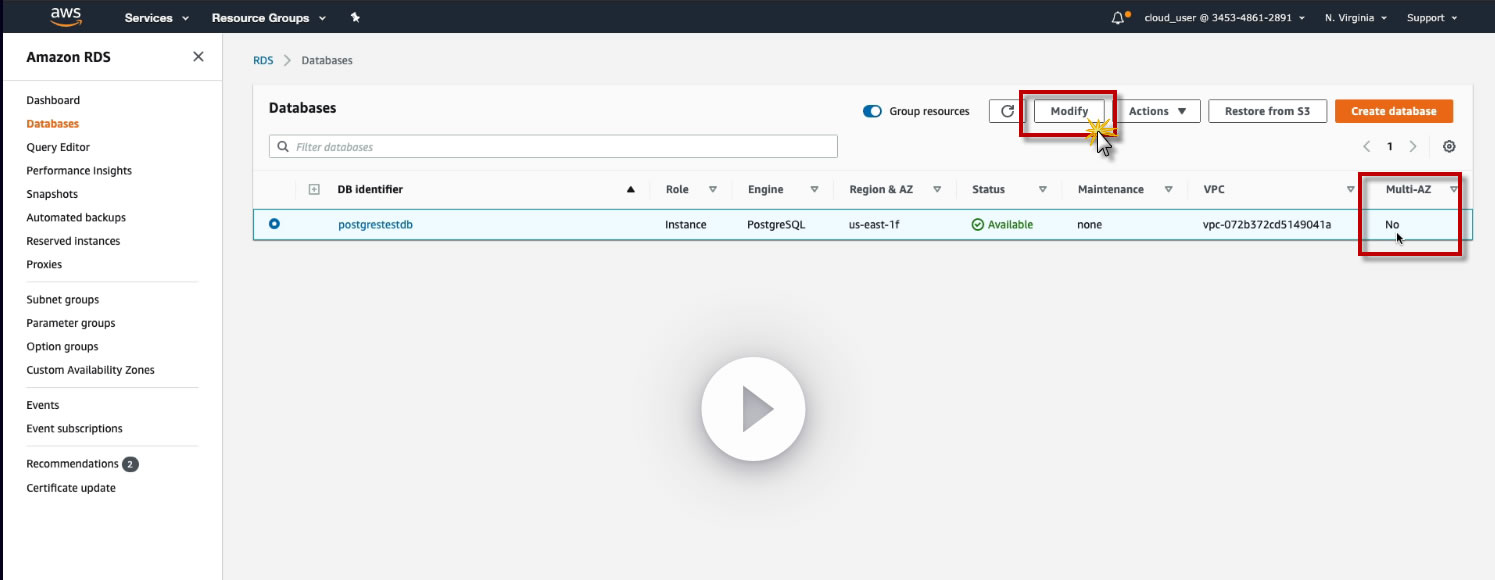 aws Services Resource Groups cloud_user @ 3453-4861-2891 N. Virginia Support
Amazon RDS
Dashboard
Databases
Query Editor
Performance Insights
Snapshots
Automated backups
Reserved instances
Proxies
Subnet groups
Parameter groups
Option groups
Custom Availability Zones
Events
Event subscriptions
Recommendations 2
Certificate update
RDS > Databases
Databases
Group resources Modify Actions Restore from S3 Create database
Filter databases
1
DB identifier Role Engine Region & AZ Status Maintenance VPC Multi-AZ
postgrestestdb Instance PostgreSQL us-east-1f Available none vpc-072b372cd5149041a No